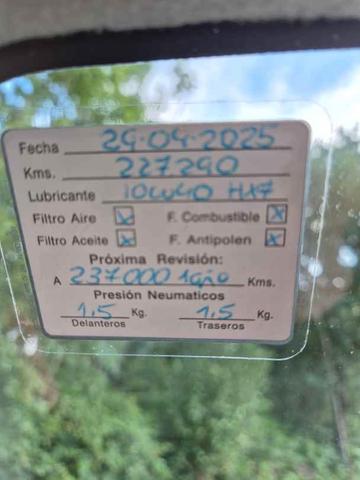 Fecha 29-04-2025
Kms. 227290
Lubricante 10W40 HX7
Filtro Aire X F. Combustible X
Filtro Aceite X F. Antipolen X
Próxima Revisión:
A 237000 1año Kms.
Presión Neumaticos
1,5 Kg. 1,5 Kg.
Delanteros Traseros